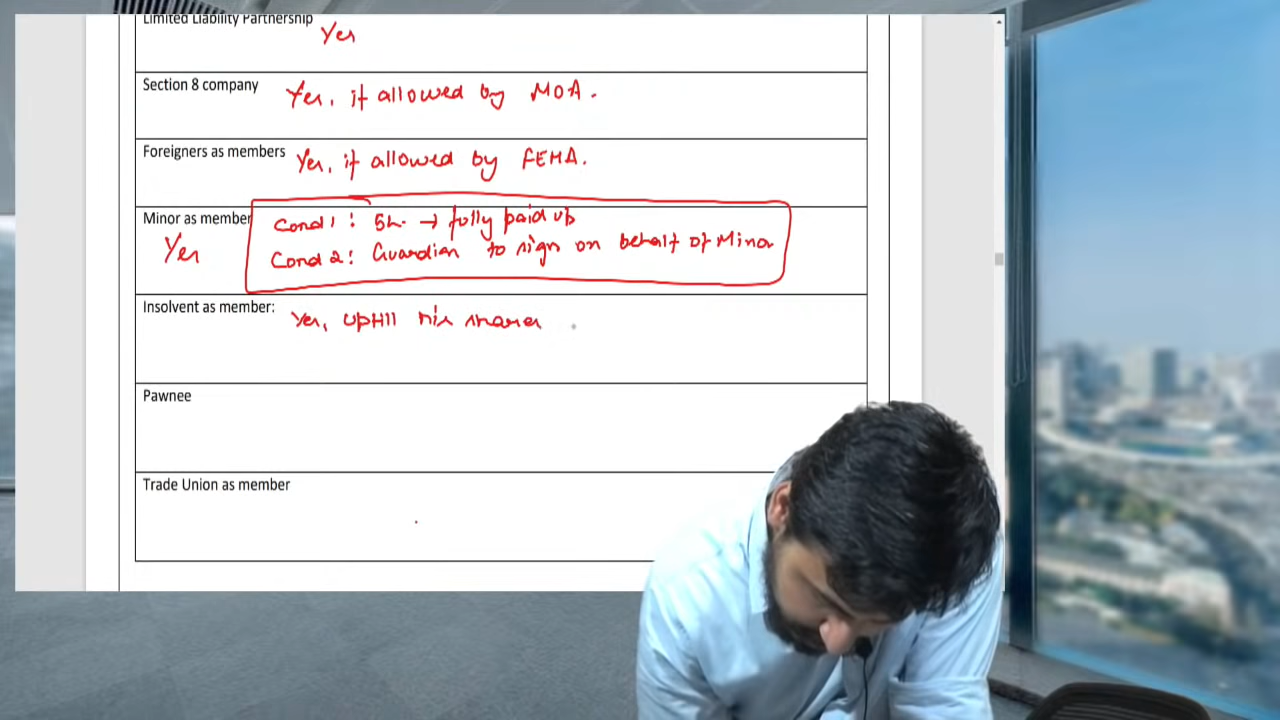 Limited Liability Partnership
Yes
Section 8 company
Yes, if allowed by MOA.
Foreigners as members
Yes, if allowed by FEMA.
Minor as member
Yes
Cond 1 : Sh. → fully paid up
Cond 2 : Guardian to sign on behalf of Minor
Insolvent as member:
Yes, uptill his shares
Pawnee
Trade Union as member